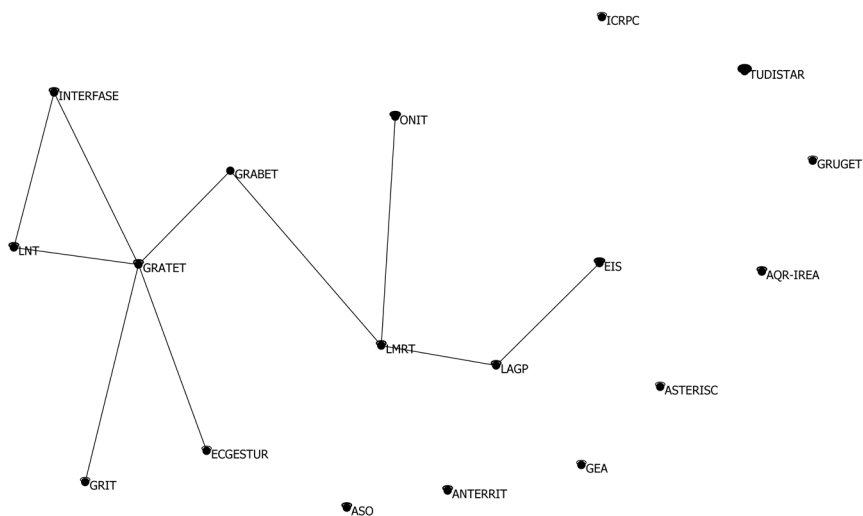 ICRPC
TUDISTAR
INTERFASE
ONIT
GRUGET
GRABET
LNT
GRATET
EIS
AQR-IREA
LMRT
LAGP
ASTERISC
ECGESTUR
GEA
GRIT
ANTERRIT
ASO